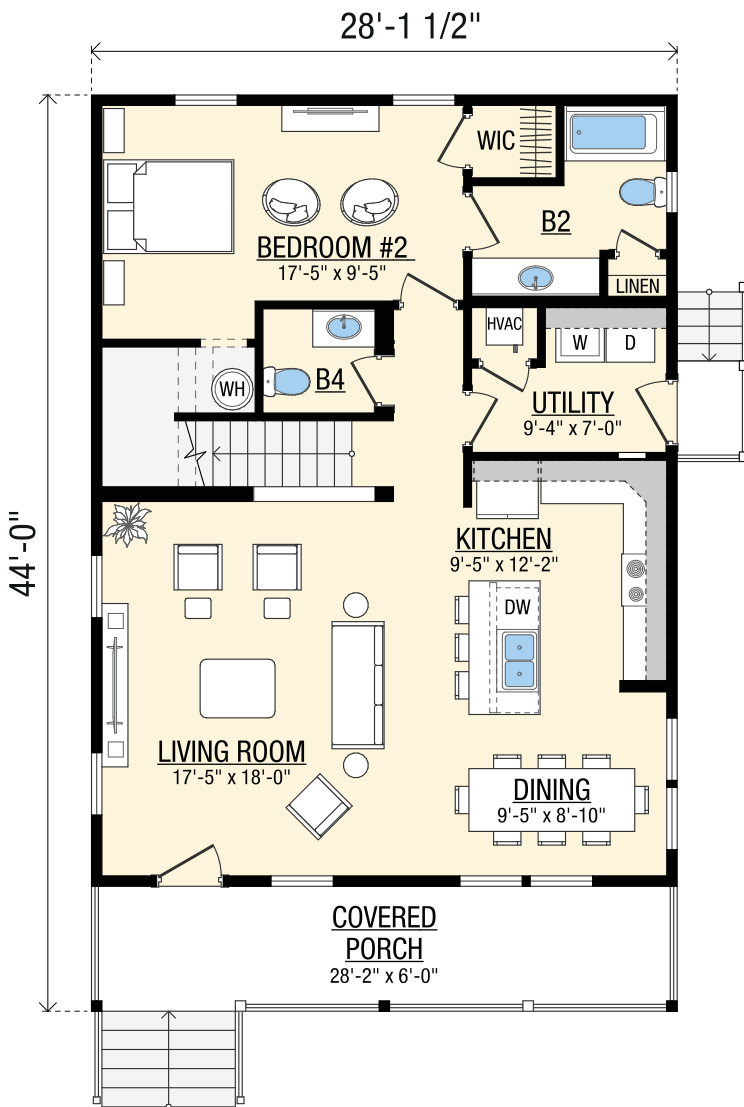 28'-1 1/2"
WIC
B2
BEDROOM #2
17'-5" x 9'-5"
LINEN
HVAC
W
D
WH
B4
UTILITY
9'-4" x 7'-0"
44'-0"
KITCHEN
9'-5" x 12'-2"
DW
LIVING ROOM
17'-5" x 18'-0"
DINING
9'-5" x 8'-10"
COVERED
PORCH
28'-2" x 6'-0"